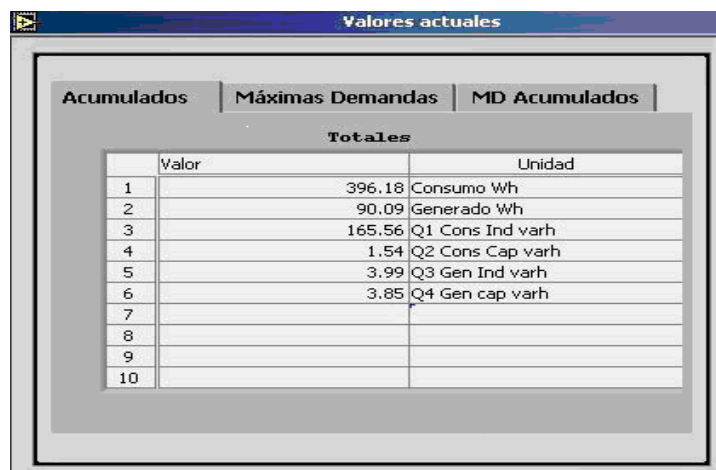 Valores actuales
Acumulados Máximas Demandas MD Acumulados
Totales
Valor Unidad
1 396.18 Consumo Wh
2 90.09 Generado Wh
3 165.56 Q1 Cons Ind varh
4 1.54 Q2 Cons Cap varh
5 3.99 Q3 Gen Ind varh
6 3.85 Q4 Gen cap varh
7
8
9
10